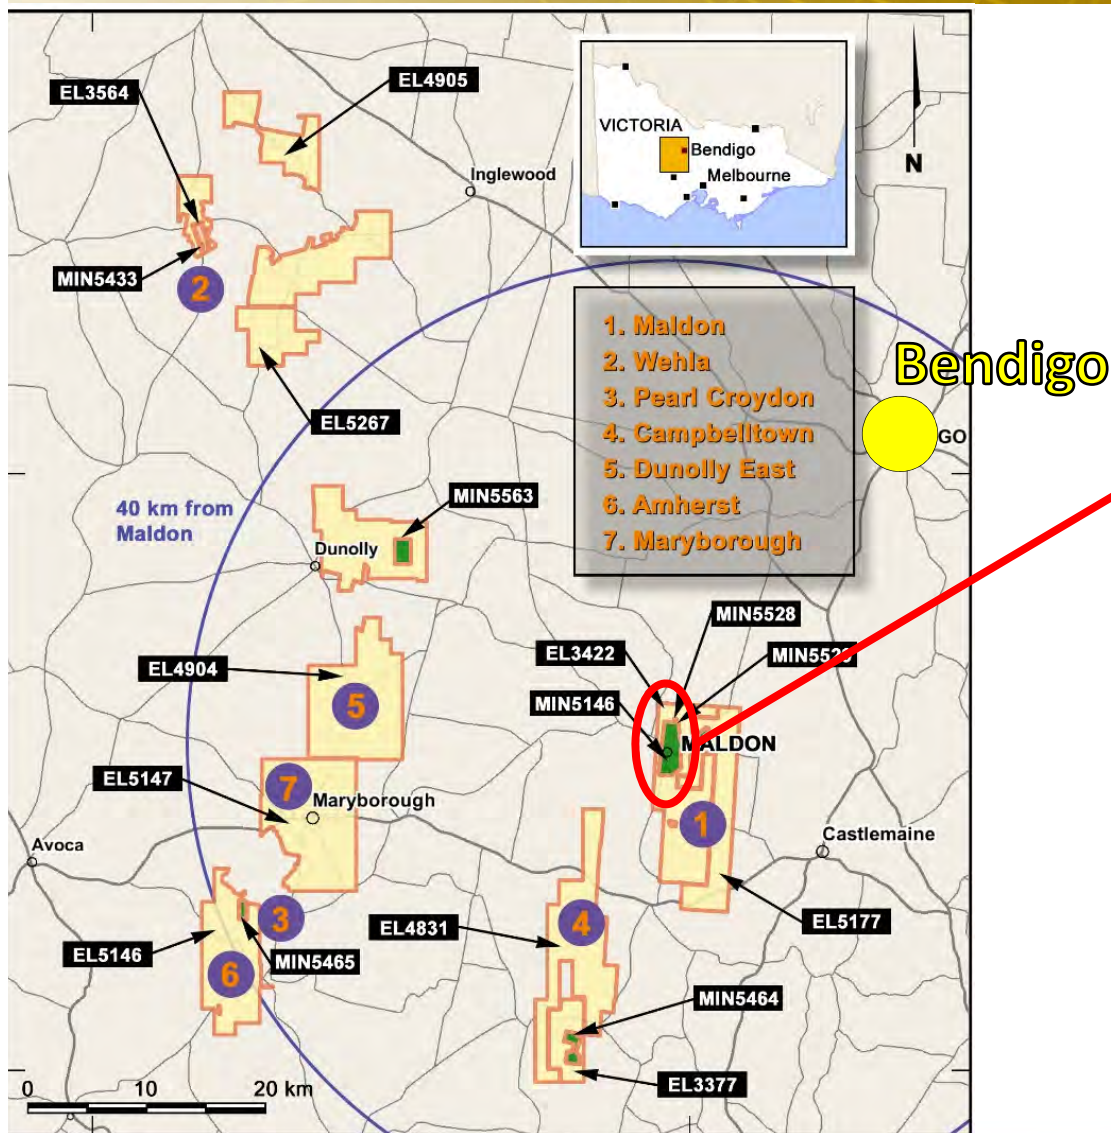 EL3564
EL4905
VICTORIA
Bendigo
Melbourne
N
Inglewood
MIN5433
2
1. Maldon
2. Wehla
3. Pearl Croydon
4. Campbelltown
5. Dunolly East
6. Amherst
7. Maryborough
Bendigo
GO
EL5267
40 km from
Maldon
MIN5563
Dunolly
MIN5528
EL3422
EL4904
MIN5146
5
MALDON
EL5147
7
Maryborough
1
Castlemaine
Avoca
3
4
EL4831
EL5177
EL5146
MIN5465
6
MIN5464
EL3377
0 10 20 km